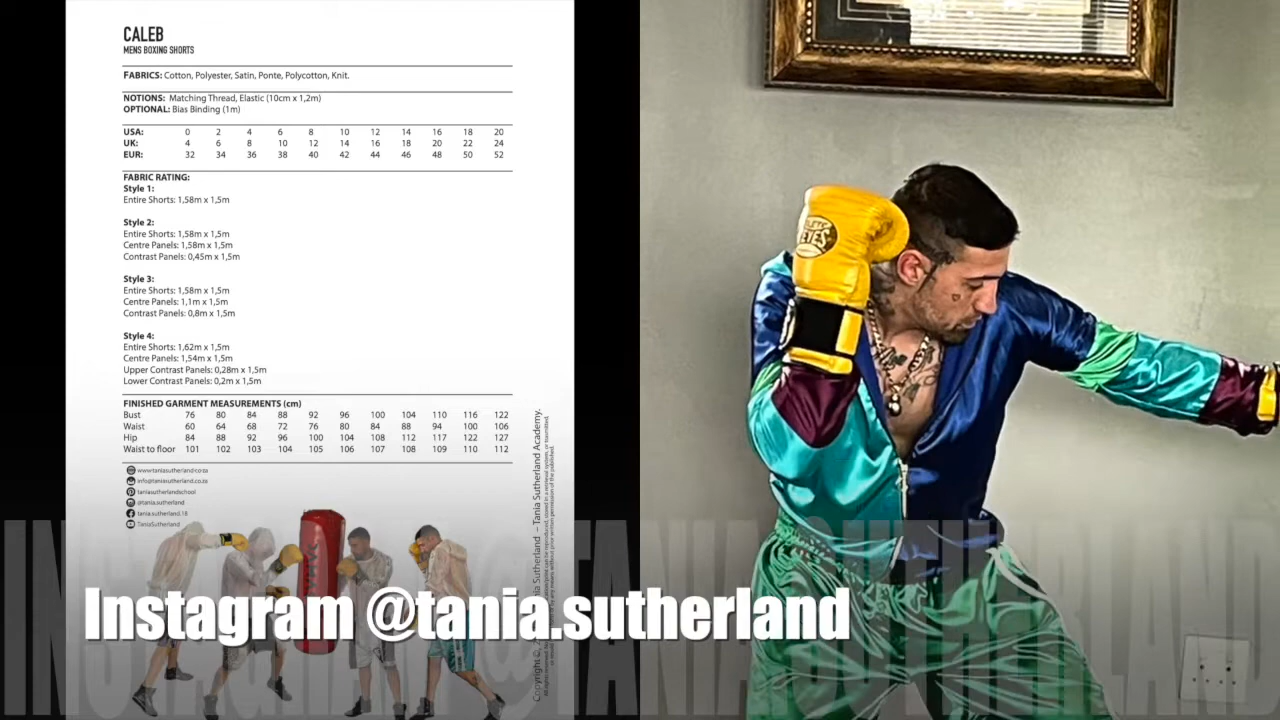 CALEB
MENS BOXING SHORTS
FABRICS: Cotton, Polyester, Satin, Ponte, Polycotton, Knit.
NOTIONS: Matching Thread, Elastic (10cm x 1,2m)
OPTIONAL: Bias Binding (1m)
USA: 0 2 4 6 8 10 12 14 16 18 20
UK: 4 6 8 10 12 14 16 18 20 22 24
EUR: 32 34 36 38 40 42 44 46 48 50 52
FABRIC RATING:
Style 1:
Entire Shorts: 1,58m x 1,5m
Style 2:
Entire Shorts: 1,58m x 1,5m
Centre Panels: 1,58m x 1,5m
Contrast Panels: 0,45m x 1,5m
Style 3:
Entire Shorts: 1,58m x 1,5m
Centre Panels: 1,1m x 1,5m
Contrast Panels: 0,8m x 1,5m
Style 4:
Entire Shorts: 1,62m x 1,5m
Centre Panels: 1,54m x 1,5m
Upper Contrast Panels: 0,28m x 1,5m
Lower Contrast Panels: 0,2m x 1,5m
FINISHED GARMENT MEASUREMENTS (cm)
Bust 76 80 84 88 92 96 100 104 110 116 122
Waist 60 64 68 72 76 80 84 88 94 100 106
Hip 84 88 92 96 100 104 108 112 117 122 127
Waist to floor 101 102 103 104 105 106 107 108 109 110 112
www.taniasutherland.co.za
info@taniasutherland.co.za
taniasutherlandschool
@tania.sutherland
tania.sutherland.18
TaniaSutherland
Tania Sutherland – Tania Sutherland Academy.
Instagram @tania.sutherland
INSTAGRAM @TANIA.SUTHERLAND